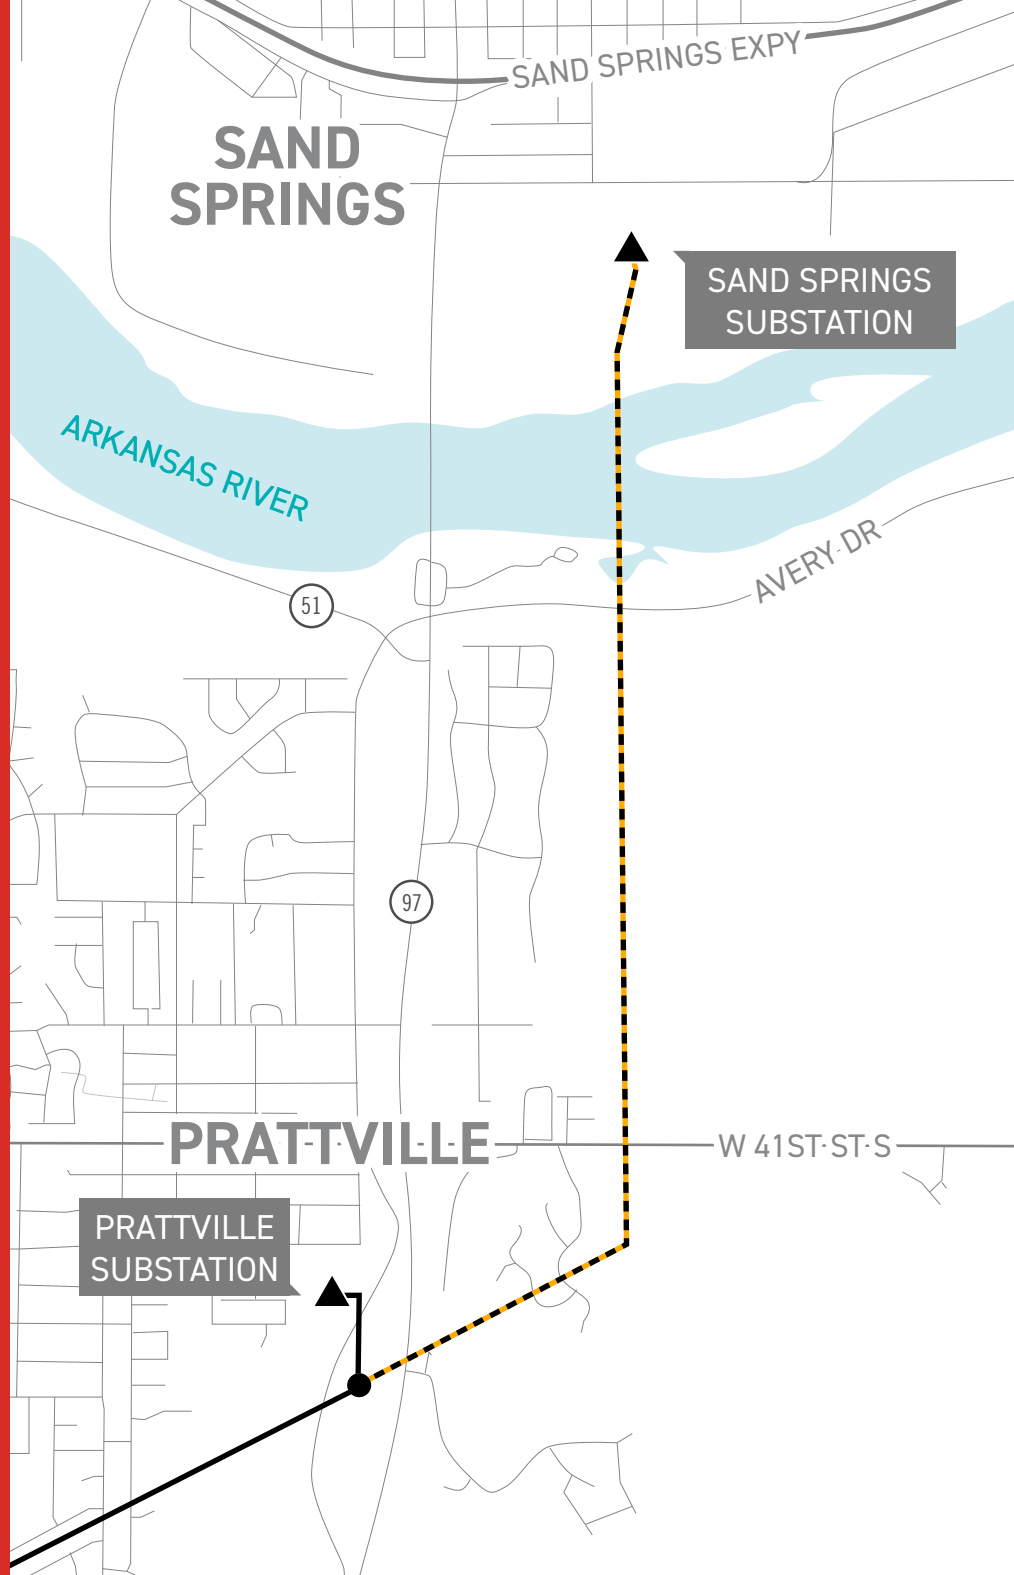 SAND SPRINGS EXPY
SAND
SPRINGS
SAND SPRINGS
SUBSTATION
ARKANSAS RIVER
AVERY DR
51
97
PRATTVILLE
W 41ST ST S
PRATTVILLE
SUBSTATION